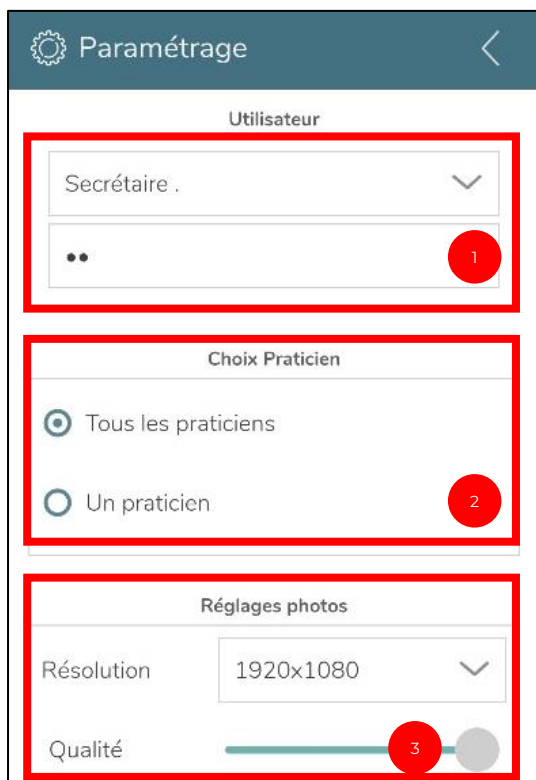 Paramétrage
Utilisateur
Secrétaire .
••
1
Choix Praticien
Tous les praticiens
Un praticien
2
Réglages photos
Résolution 1920x1080
Qualité 3